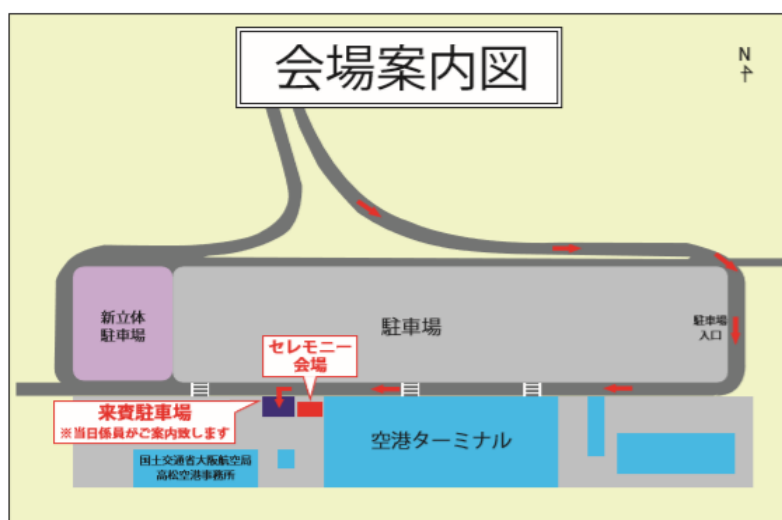 会場案内図
N
新立体
駐車場
駐車場
駐車場
入口
セレモニー
会場
来賓駐車場
※当日係員がご案内致します
空港ターミナル
国土交通省大阪航空局
高松空港事務所